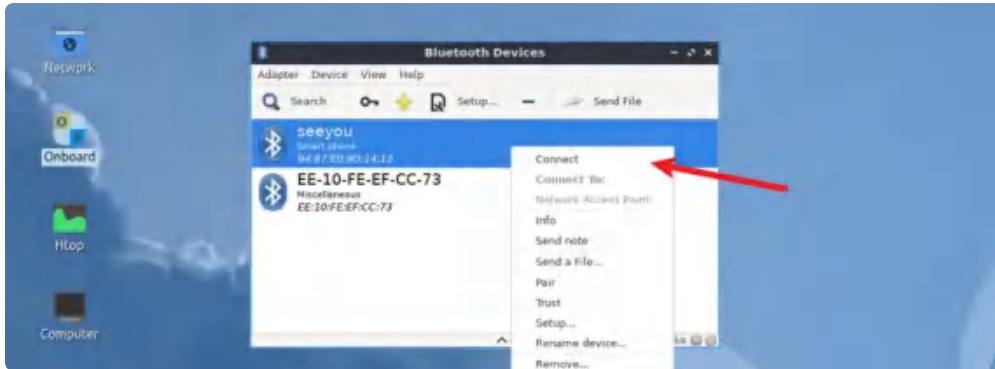 Network
Onboard
Htop
Computer
Bluetooth Devices
Adapter Device View Help
Search Setup... Send File
seeyou
Smart phone
EE-10-FE-EF-CC-73
Miscellaneous
EE:10:FE:EF:CC:73
Connect
Connect To:
Network Access Point
Info
Send note
Send a File...
Pair
Trust
Setup...
Rename device...
Remove...